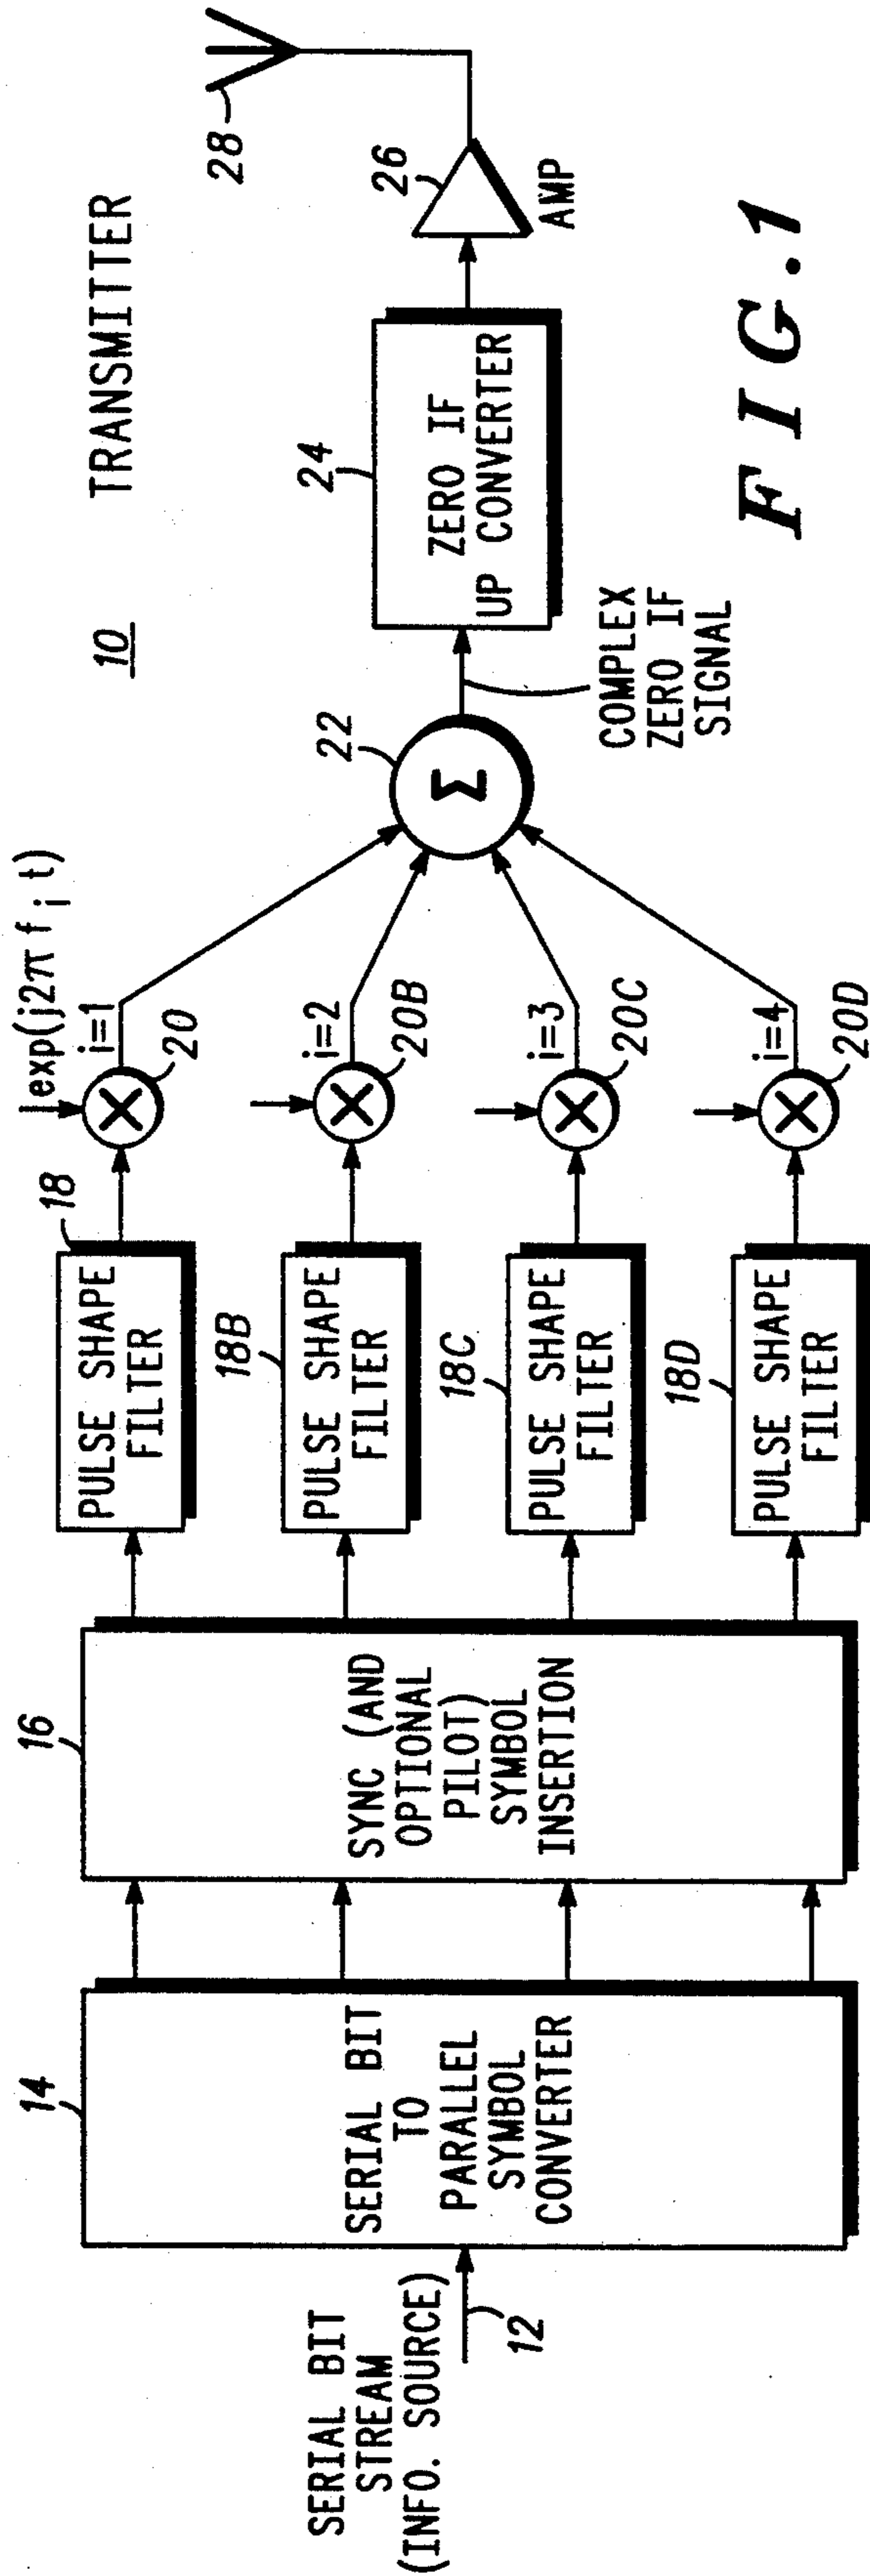 TRANSMITTER
10
SERIAL BIT
STREAM
(INFO. SOURCE)
12
14
SERIAL BIT
TO
PARALLEL
SYMBOL
CONVERTER
16
SYNC (AND
OPTIONAL
PILOT)
SYMBOL
INSERTION
18
PULSE SHAPE
FILTER
18B
PULSE SHAPE
FILTER
18C
PULSE SHAPE
FILTER
18D
PULSE SHAPE
FILTER
exp(j2π f i t)
i=1
20
i=2
20B
i=3
20C
i=4
20D
22
Σ
COMPLEX
ZERO IF
SIGNAL
24
ZERO IF
UP CONVERTER
26
AMP
28
FIG.1